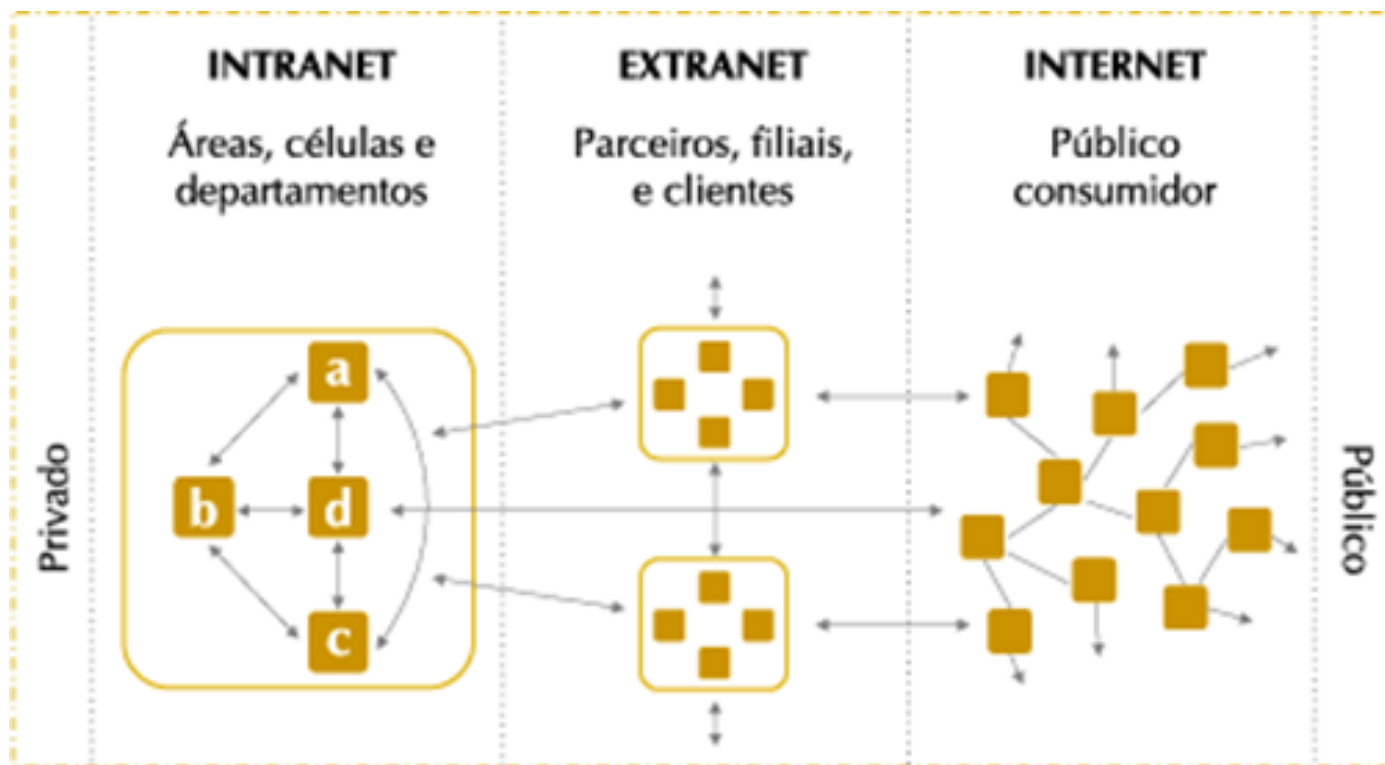 INTRANET
Áreas, células e
departamentos
EXTRANET
Parceiros, filiais,
e clientes
INTERNET
Público
consumidor
Privado
a
b
d
c
Público